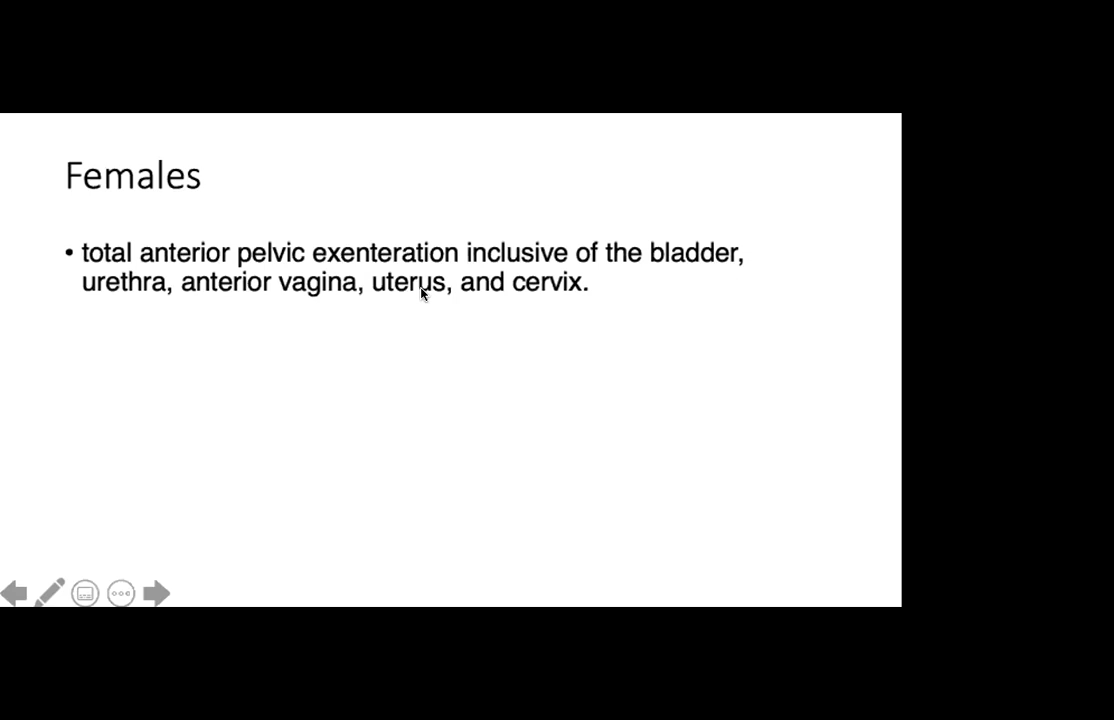 Females
• total anterior pelvic exenteration inclusive of the bladder,
urethra, anterior vagina, uterus, and cervix.